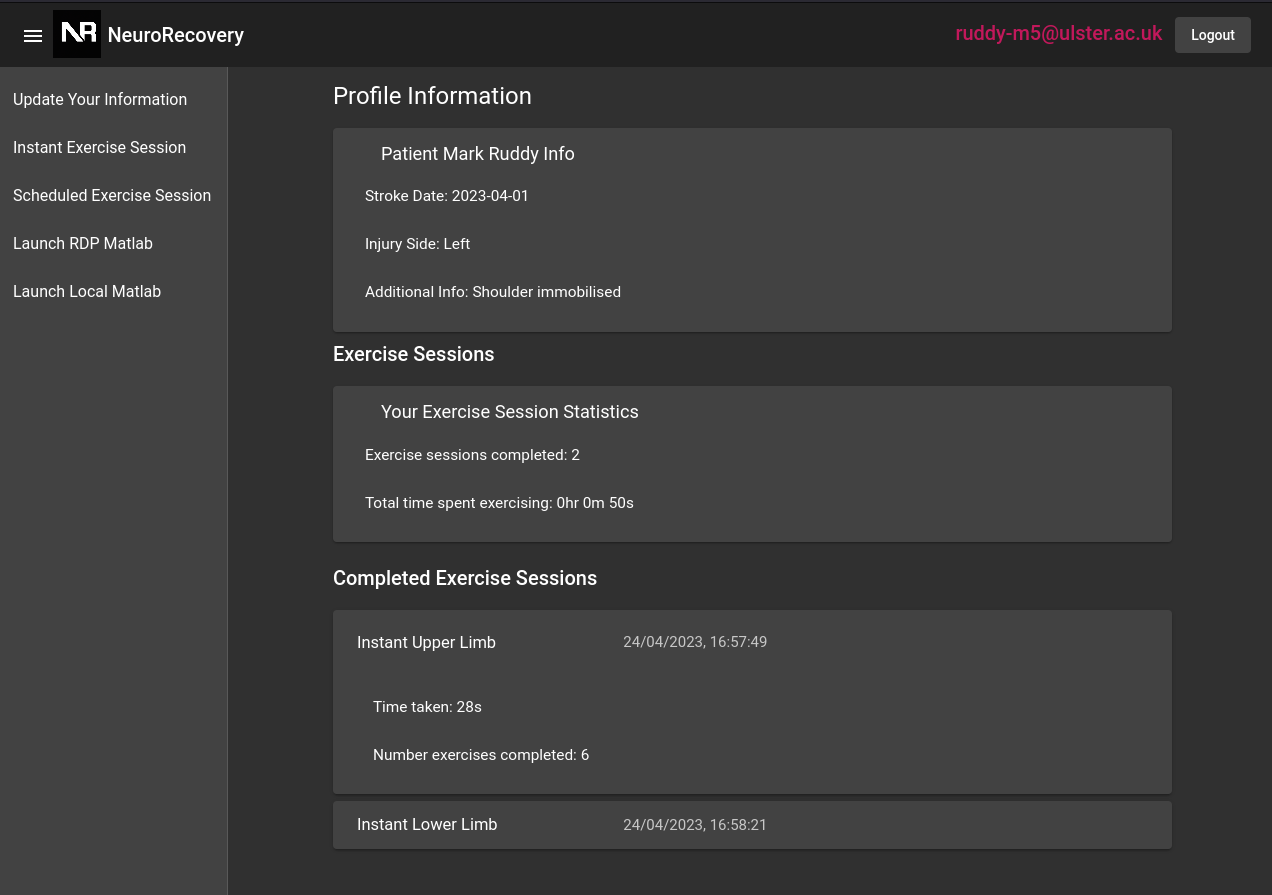 NR NeuroRecovery
ruddy-m5@ulster.ac.uk
Logout
Update Your Information
Instant Exercise Session
Scheduled Exercise Session
Launch RDP Matlab
Launch Local Matlab
Profile Information
Patient Mark Ruddy Info
Stroke Date: 2023-04-01
Injury Side: Left
Additional Info: Shoulder immobilised
Exercise Sessions
Your Exercise Session Statistics
Exercise sessions completed: 2
Total time spent exercising: 0hr 0m 50s
Completed Exercise Sessions
Instant Upper Limb 24/04/2023, 16:57:49
Time taken: 28s
Number exercises completed: 6
Instant Lower Limb 24/04/2023, 16:58:21